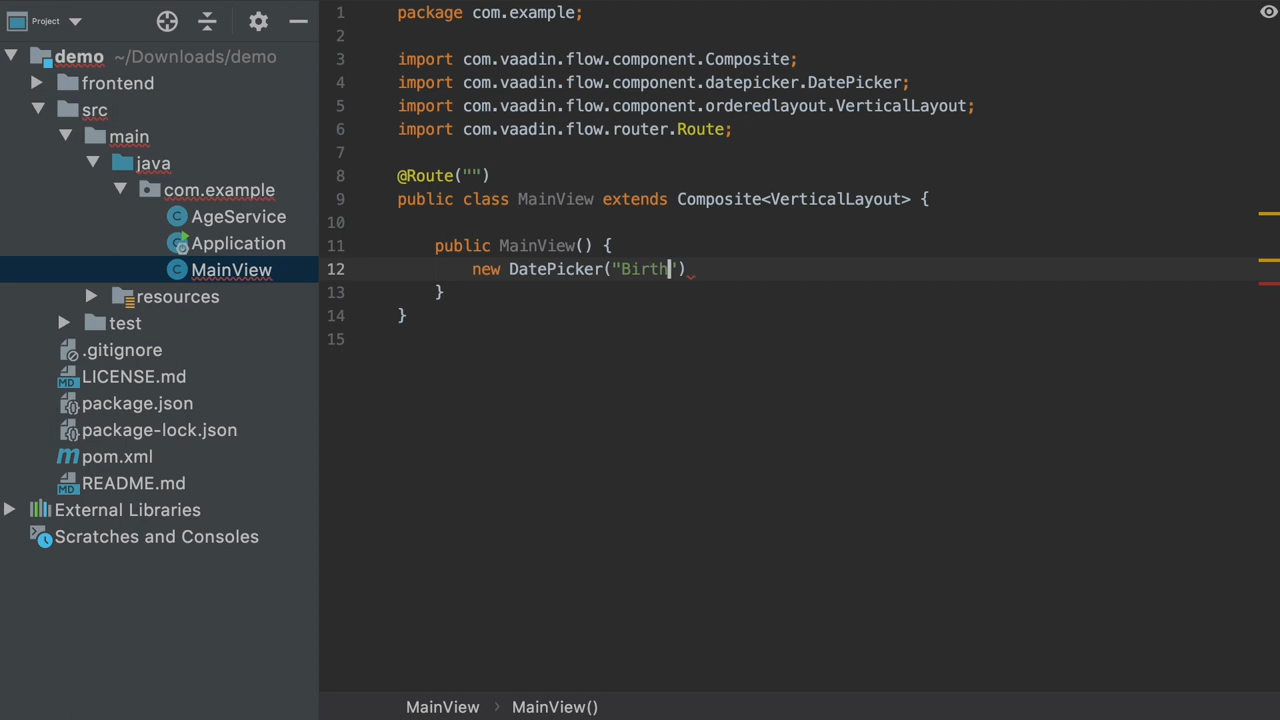 Project
demo ~/Downloads/demo
frontend
src
main
java
com.example
AgeService
Application
MainView
resources
test
.gitignore
LICENSE.md
package.json
package-lock.json
pom.xml
README.md
External Libraries
Scratches and Consoles
1 package com.example;
2
3 import com.vaadin.flow.component.Composite;
4 import com.vaadin.flow.component.datepicker.DatePicker;
5 import com.vaadin.flow.component.orderedlayout.VerticalLayout;
6 import com.vaadin.flow.router.Route;
7
8 @Route("")
9 public class MainView extends Composite<VerticalLayout> {
10
11 public MainView() {
12 new DatePicker("Birth")
13 }
14 }
15
MainView > MainView()